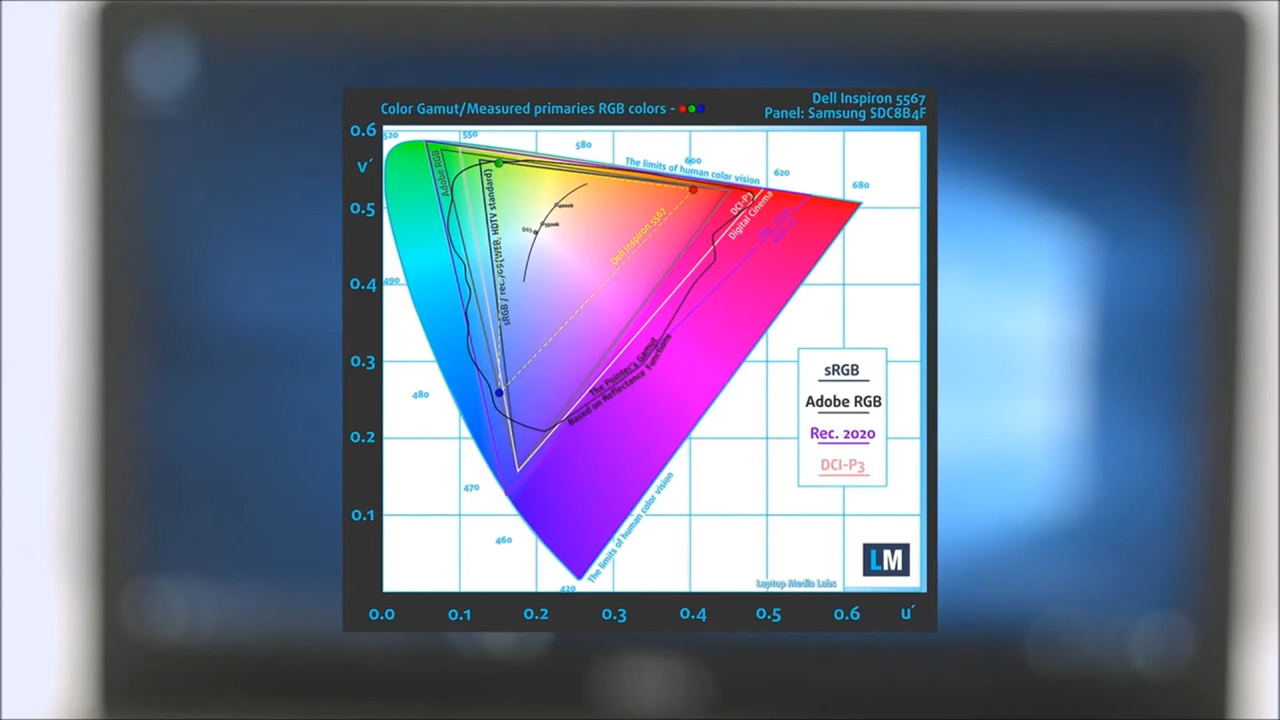 Color Gamut/Measured primaries RGB colors -
Dell Inspiron 5567
Panel: Samsung SDC8B4F
0.6
v´
0.5
0.4
0.3
0.2
0.1
0.0
0.1
0.2
0.3
0.4
0.5
0.6
u´
520
550
580
600
620
680
490
480
470
460
420
The limits of human color vision
Adobe RGB
sRGB / rec.709 (WEB, HDTV standard)
Dell Inspiron 5567
DCI-P3
Digital Cinema
The Pointer's Gamut
Based on Reflectance Functions
The limits of human color vision
sRGB
Adobe RGB
Rec. 2020
DCI-P3
LM
Laptop Media Labs